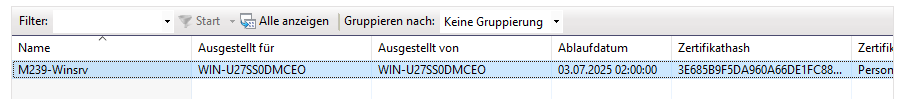 Filter: Start Alle anzeigen Gruppieren nach: Keine Gruppierung
Name Ausgestellt für Ausgestellt von Ablaufdatum Zertifikathash Zertifik
M239-Winsrv WIN-U27SS0DMCEO WIN-U27SS0DMCEO 03.07.2025 02:00:00 3E685B9F5DA960A66DE1FC88... Person